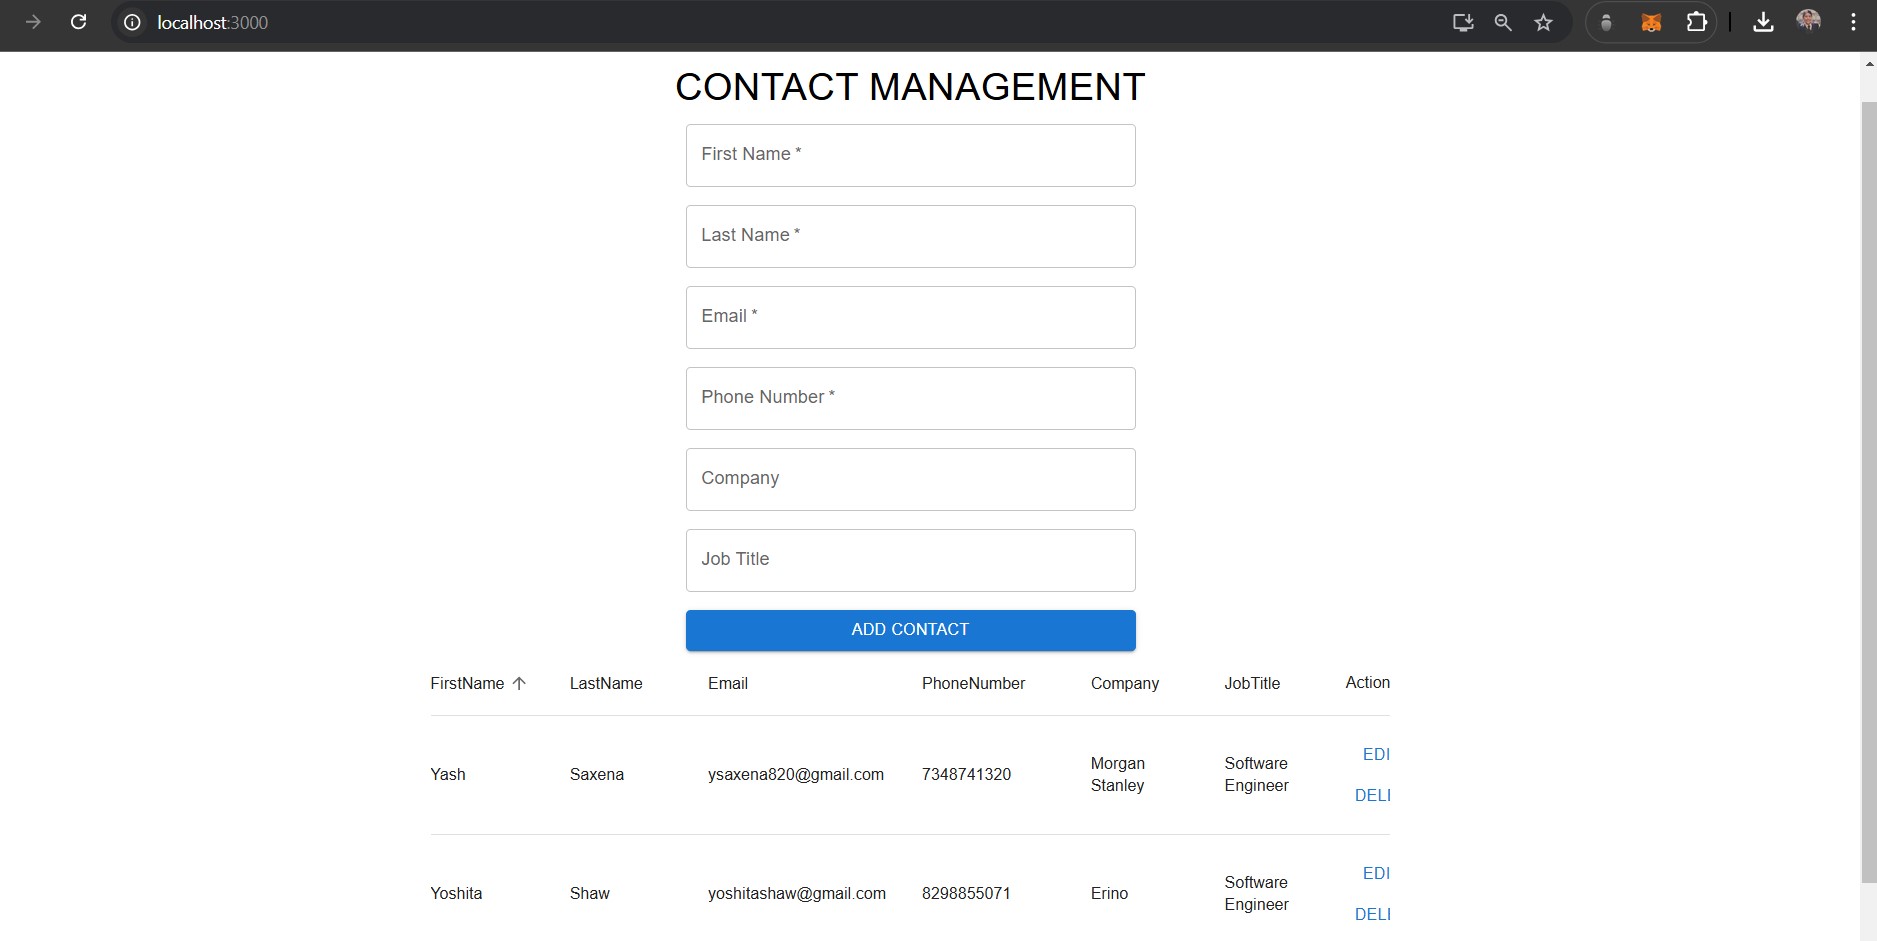 localhost:3000
CONTACT MANAGEMENT
First Name *
Last Name *
Email *
Phone Number *
Company
Job Title
ADD CONTACT
FirstName LastName Email PhoneNumber Company JobTitle Action
Yash Saxena ysaxena820@gmail.com 7348741320 Morgan Stanley Software Engineer EDI DELI
Yoshita Shaw yoshitashaw@gmail.com 8298855071 Erino Software Engineer EDI DELI